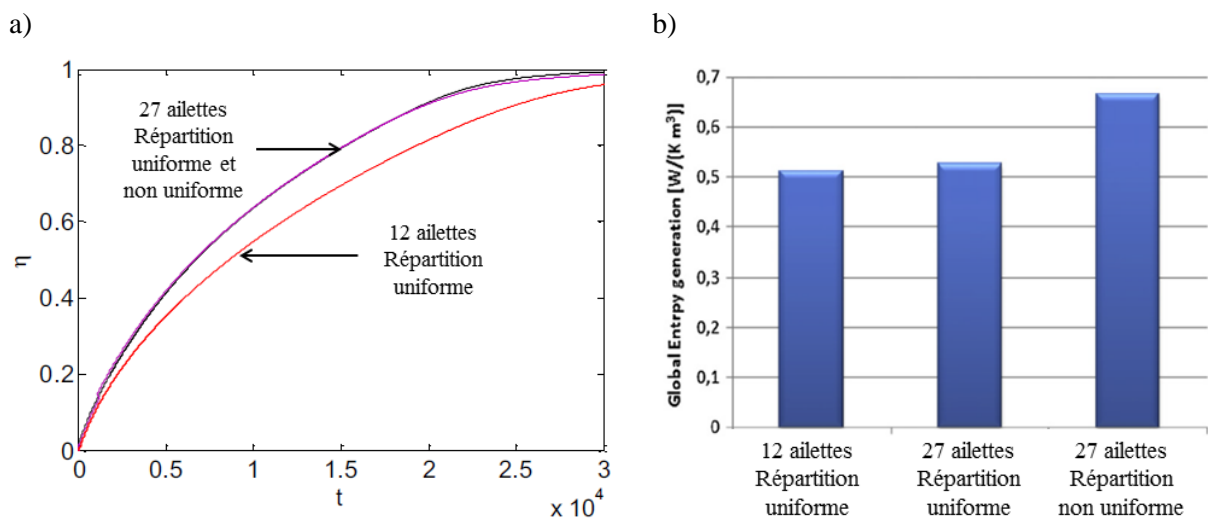 a)
1
0.8
0.6
0.4
0.2
0
η
27 ailettes
Répartition
uniforme et
non uniforme
12 ailettes
Répartition
uniforme
0
0.5
1
1.5
2
2.5
3
t
x 10⁴
b)
Global Entrpy generation [W/(K m³)]
0,7
0,6
0,5
0,4
0,3
0,2
0,1
0
12 ailettes
Répartition
uniforme
27 ailettes
Répartition
uniforme
27 ailettes
Répartition
non uniforme